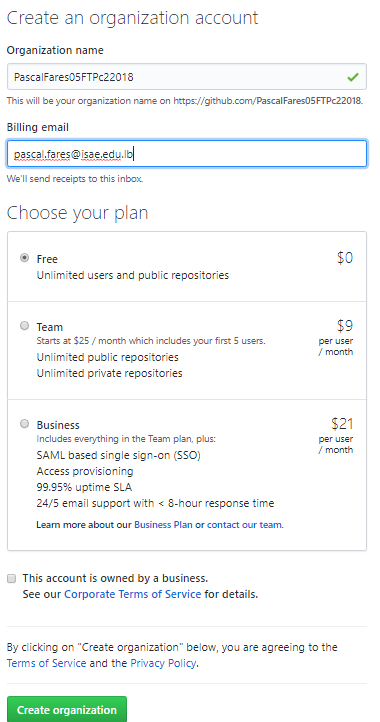 Create an organization account
Organization name
PascalFares05FTPc22018
This will be your organization name on https://github.com/PascalFares05FTPc22018.
Billing email
pascal.fares@isae.edu.lb
We'll send receipts to this inbox.
Choose your plan
Free $0
Unlimited users and public repositories
Team $9
Starts at $25 / month which includes your first 5 users. per user
/ month
Unlimited public repositories
Unlimited private repositories
Business $21
Includes everything in the Team plan, plus: per user
/ month
SAML based single sign-on (SSO)
Access provisioning
99.95% uptime SLA
24/5 email support with < 8-hour response time
Learn more about our Business Plan or contact our team.
This account is owned by a business.
See our Corporate Terms of Service for details.
By clicking on "Create organization" below, you are agreeing to the
Terms of Service and the Privacy Policy.
Create organization